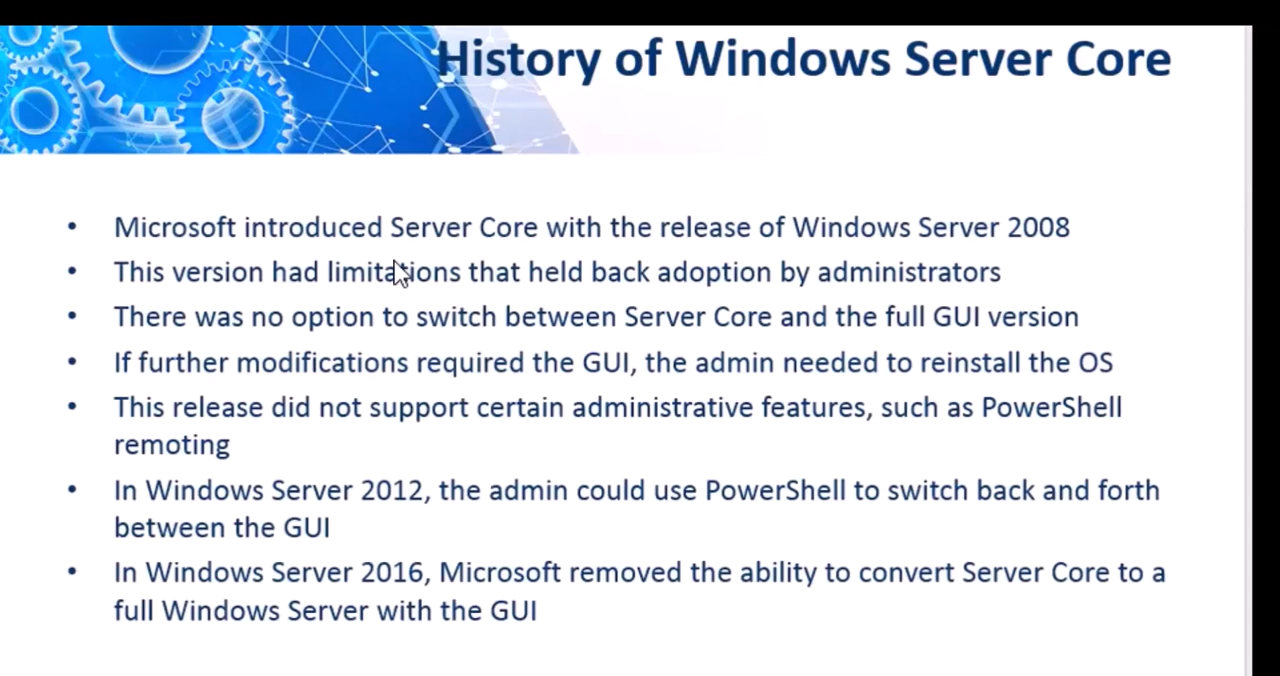 History of Windows Server Core
• Microsoft introduced Server Core with the release of Windows Server 2008
• This version had limitations that held back adoption by administrators
• There was no option to switch between Server Core and the full GUI version
• If further modifications required the GUI, the admin needed to reinstall the OS
• This release did not support certain administrative features, such as PowerShell
remoting
• In Windows Server 2012, the admin could use PowerShell to switch back and forth
between the GUI
• In Windows Server 2016, Microsoft removed the ability to convert Server Core to a
full Windows Server with the GUI